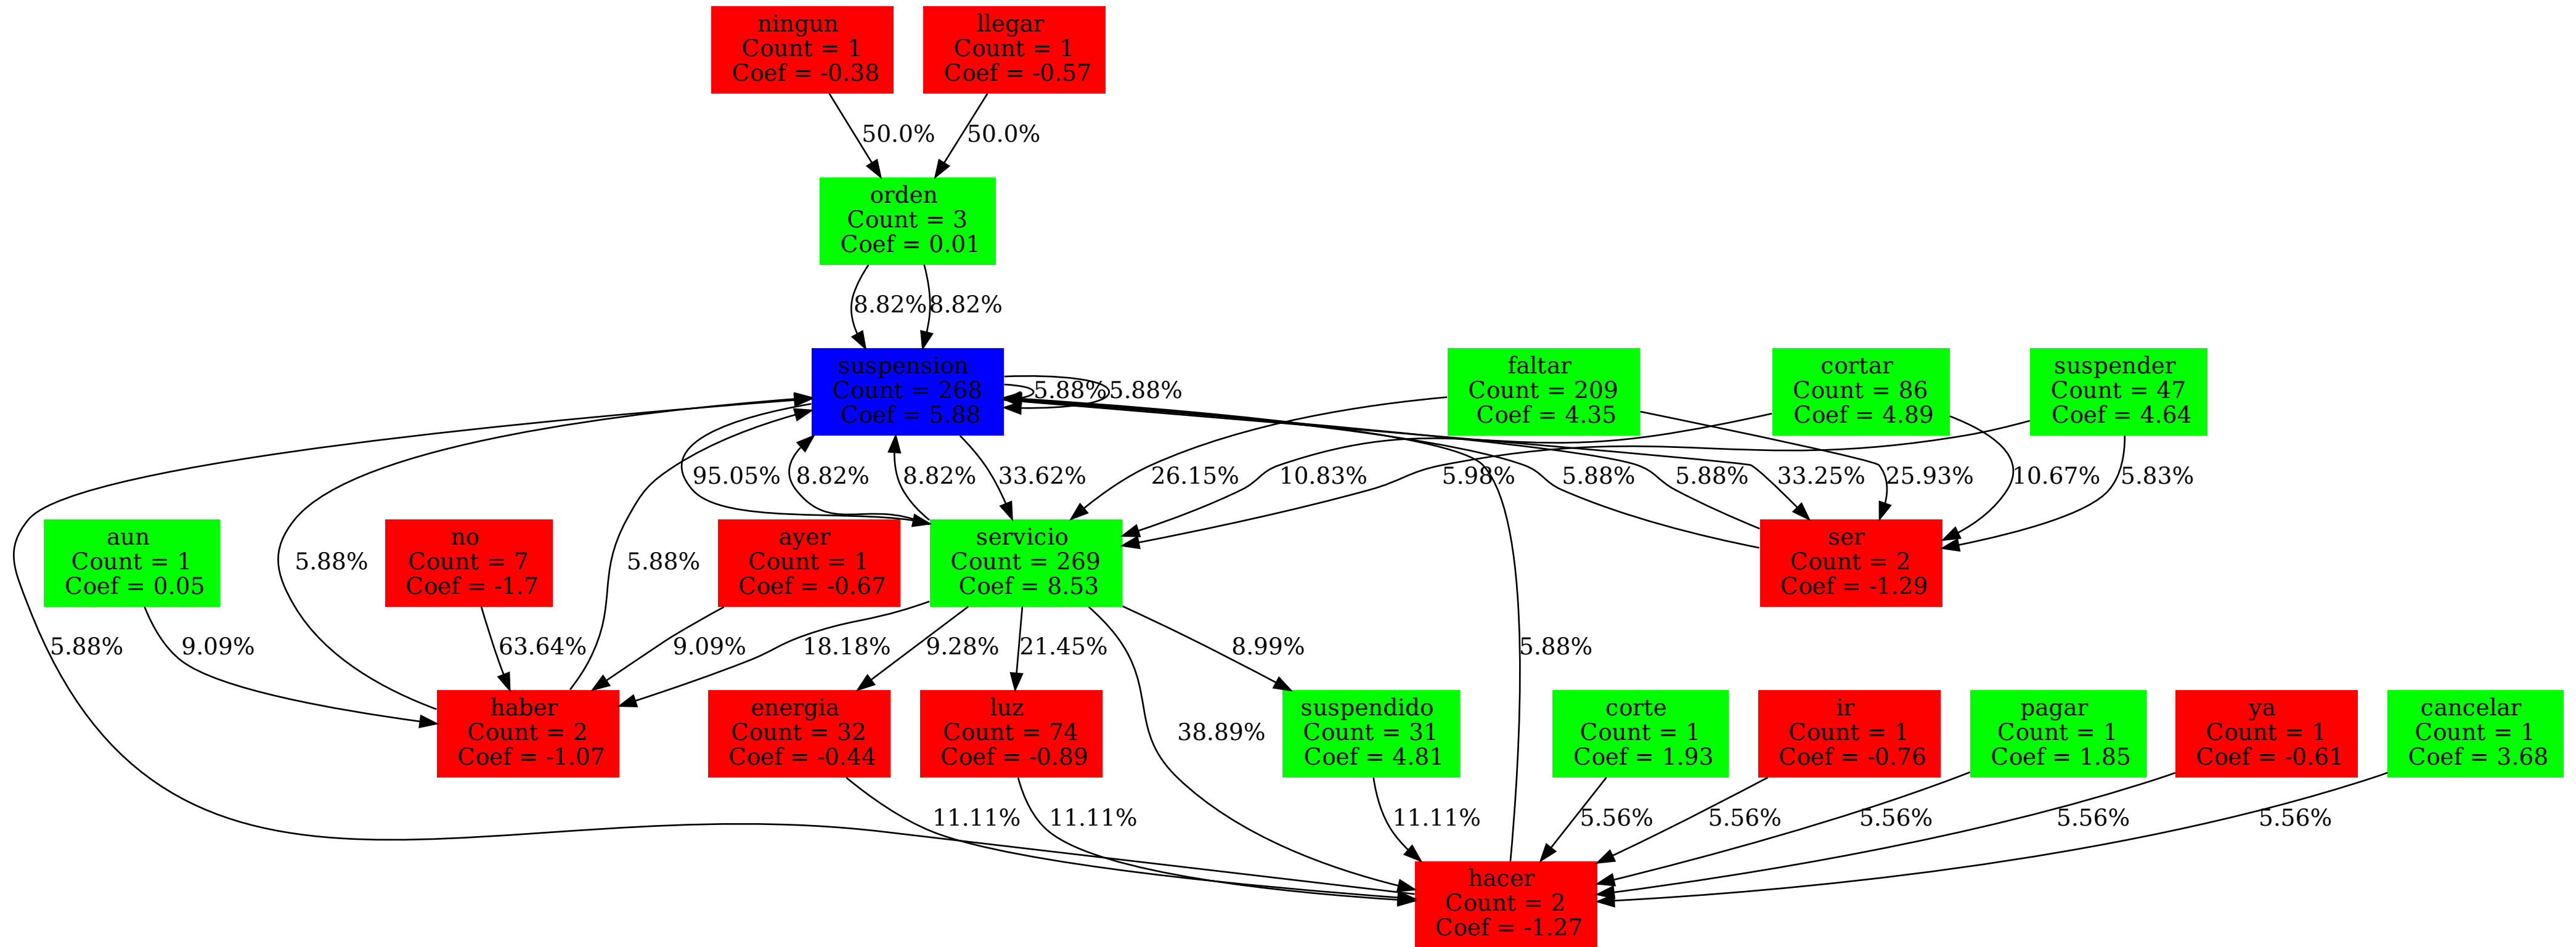 ningun
Count = 1
Coef = -0.38
llegar
Count = 1
Coef = -0.57
50.0%
50.0%
orden
Count = 3
Coef = 0.01
8.82%
8.82%
suspension
Count = 268
Coef = 5.88
5.88%
5.88%
faltar
Count = 209
Coef = 4.35
cortar
Count = 86
Coef = 4.89
suspender
Count = 47
Coef = 4.64
95.05%
8.82%
8.82%
33.62%
26.15%
10.83%
5.98%
5.88%
5.88%
33.25%
25.93%
10.67%
5.83%
aun
Count = 1
Coef = 0.05
no
Count = 7
Coef = -1.7
ayer
Count = 1
Coef = -0.67
servicio
Count = 269
Coef = 8.53
ser
Count = 2
Coef = -1.29
5.88%
5.88%
5.88%
9.09%
63.64%
9.09%
18.18%
9.28%
21.45%
8.99%
5.88%
haber
Count = 2
Coef = -1.07
energia
Count = 32
Coef = -0.44
luz
Count = 74
Coef = -0.89
38.89%
suspendido
Count = 31
Coef = 4.81
corte
Count = 1
Coef = 1.93
ir
Count = 1
Coef = -0.76
pagar
Count = 1
Coef = 1.85
ya
Count = 1
Coef = -0.61
cancelar
Count = 1
Coef = 3.68
11.11%
11.11%
11.11%
5.56%
5.56%
5.56%
5.56%
5.56%
hacer
Count = 2
Coef = -1.27